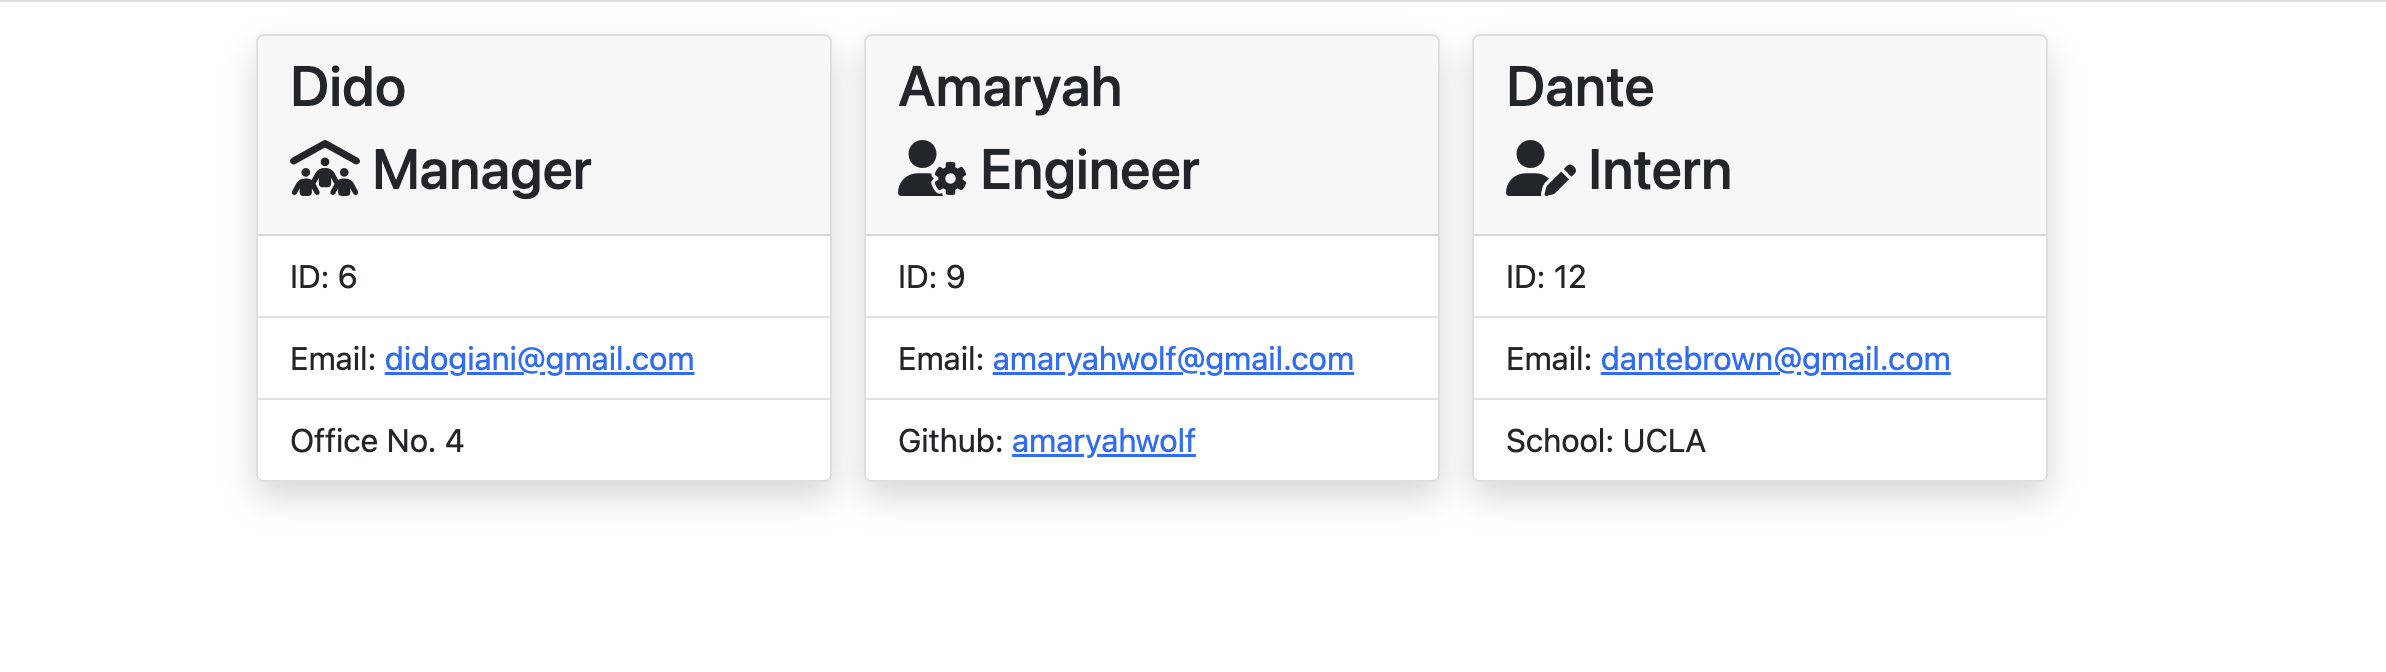 Dido
Manager
ID: 6
Email: didogiani@gmail.com
Office No. 4
Amaryah
Engineer
ID: 9
Email: amaryahwolf@gmail.com
Github: amaryahwolf
Dante
Intern
ID: 12
Email: dantebrown@gmail.com
School: UCLA